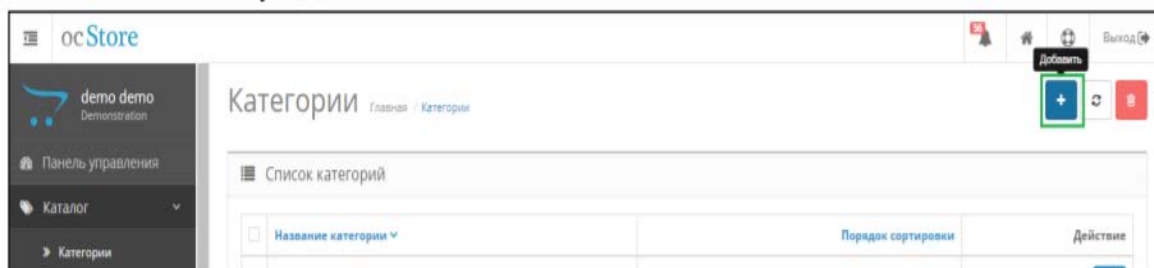 ocStore
56
Выход
Добавить
demo demo
Demonstration
Категории Главная / Категории
Панель управления
Список категорий
Каталог
Название категории Порядок сортировки Действие
Категории